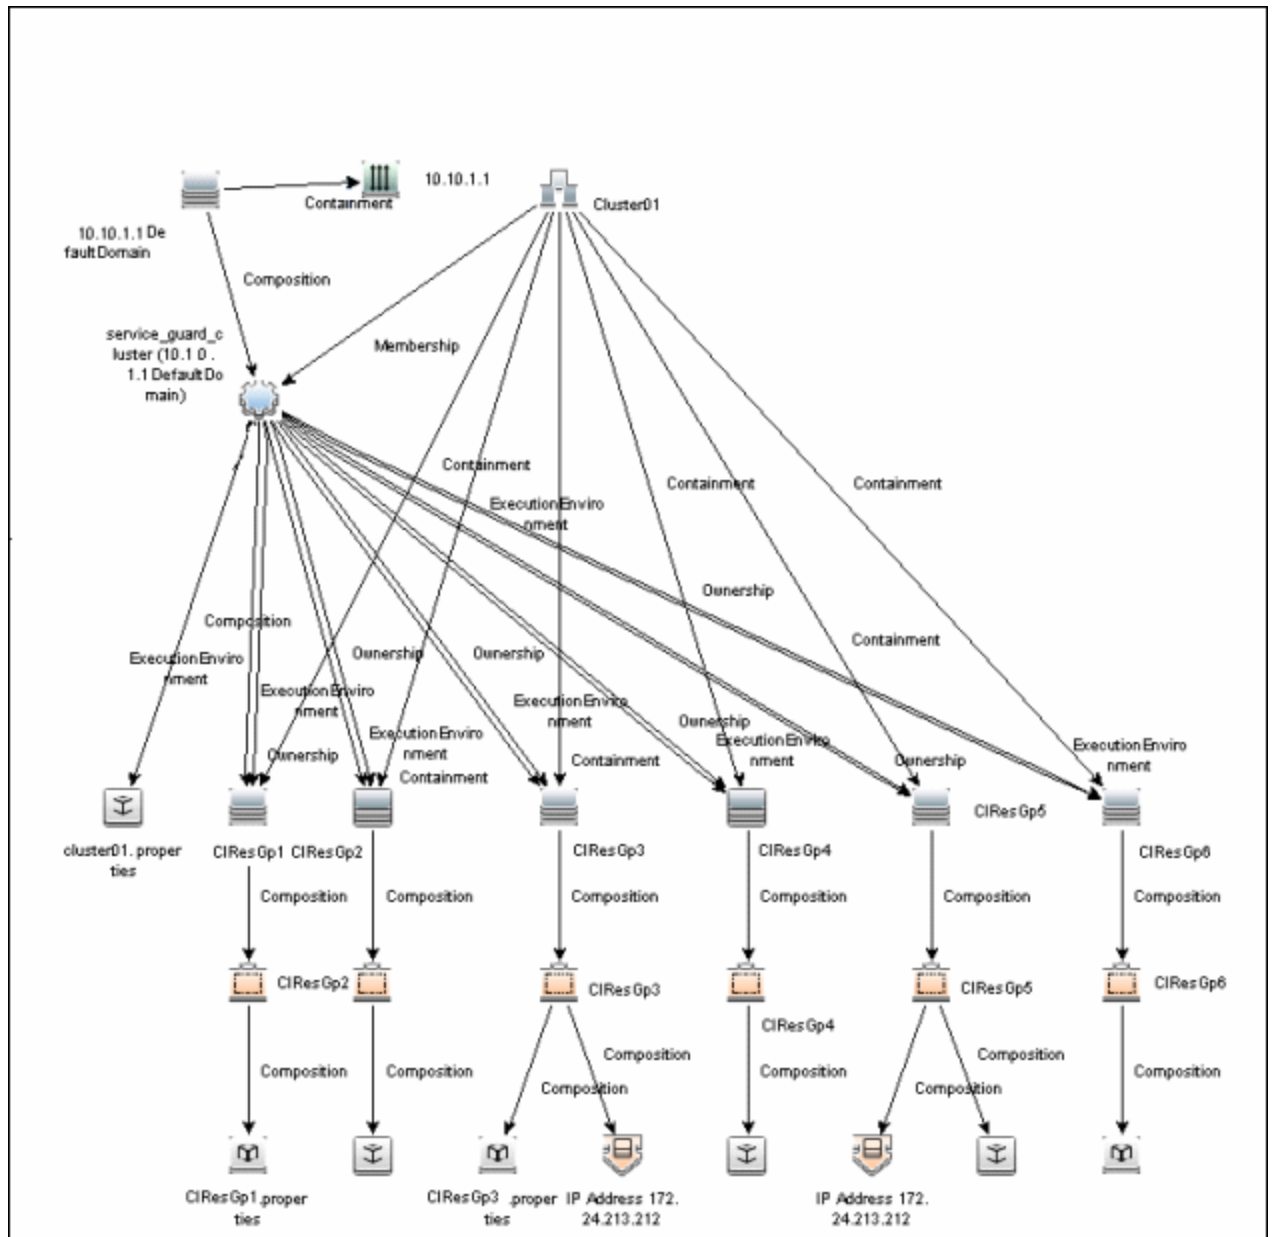 10.10.1.1
Containment
Cluster01
10.10.1.1 De
faultDomain
Composition
service_guard_c
luster (10.1 0 .
1.1 DefaultDo
main)
Membership
Containment
Containment
Containment
ExecutionEnviro
nment
Ownership
Composition
Containment
ExecutionEnviro
nment
Ownership
Ownership
ExecutionEnviro
nment
ExecutionEnviro
nment
Ownership
ExecutionEnviro
nment
ExecutionEnviro
nment
ExecutionEnviro
nment
Ownership
Containment
Containment
Ownership
cluster01. proper
ties
CIResGp1
CIResGp2
CIResGp3
CIResGp4
CIResGp5
CIResGp6
Composition
Composition
Composition
Composition
Composition
Composition
CIResGp2
CIResGp3
CIResGp4
CIResGp5
CIResGp6
Composition
Composition
Composition
Composition
Composition
Composition
Composition
CIResGp1.proper
ties
CIResGp3 .proper
ties
IP Address 172.
24.213.212
IP Address 172.
24.213.212